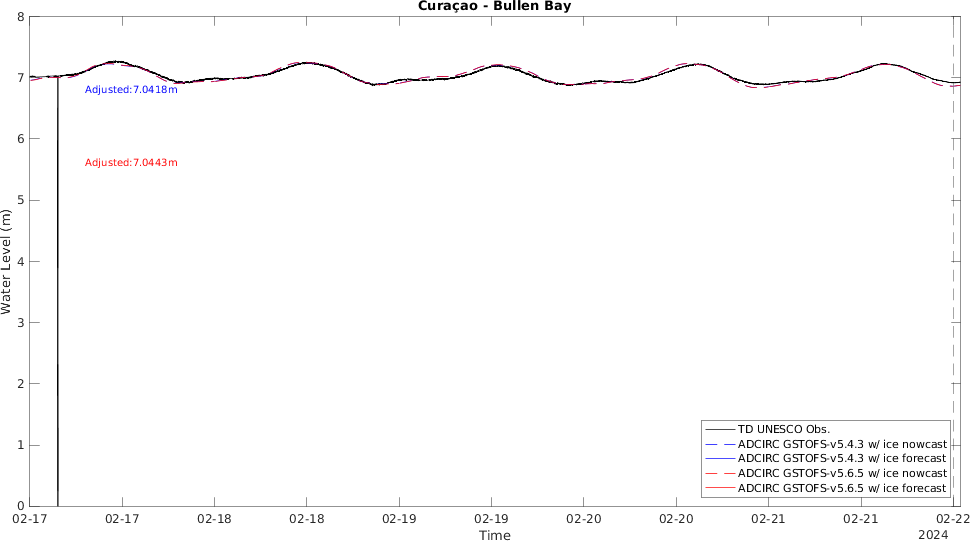 Curaçao - Bullen Bay
8
7
6
5
4
3
2
1
0
Water Level (m)
Adjusted:7.0418m
Adjusted:7.0443m
TD UNESCO Obs.
ADCIRC GSTOFS-v5.4.3 w/ ice nowcast
ADCIRC GSTOFS-v5.4.3 w/ ice forecast
ADCIRC GSTOFS-v5.6.5 w/ ice nowcast
ADCIRC GSTOFS-v5.6.5 w/ ice forecast
02-17 02-17 02-18 02-18 02-19 02-19 02-20 02-20 02-21 02-21 02-22
Time
2024